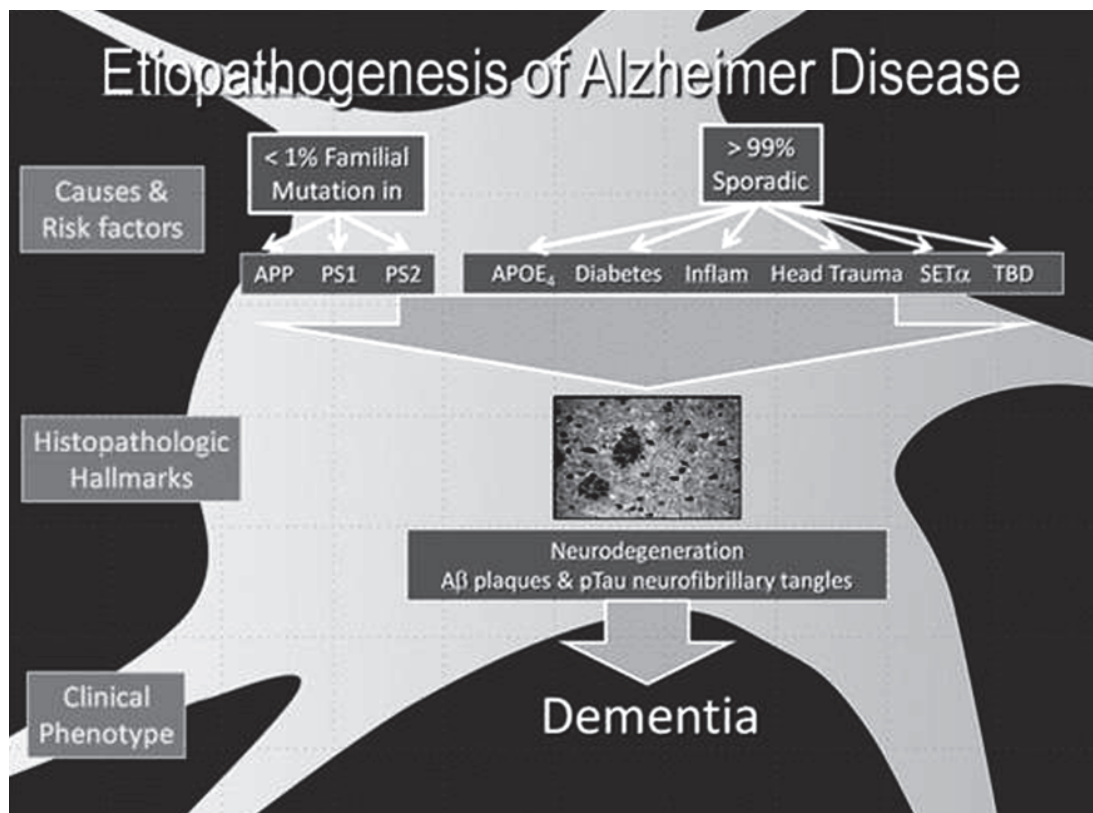 Etiopathogenesis of Alzheimer Disease
Causes &
Risk factors
< 1% Familial
Mutation in
> 99%
Sporadic
APP PS1 PS2
APOE₄ Diabetes Inflam Head Trauma SETα TBD
Histopathologic
Hallmarks
Neurodegeneration
Aβ plaques & pTau neurofibrillary tangles
Clinical
Phenotype
Dementia